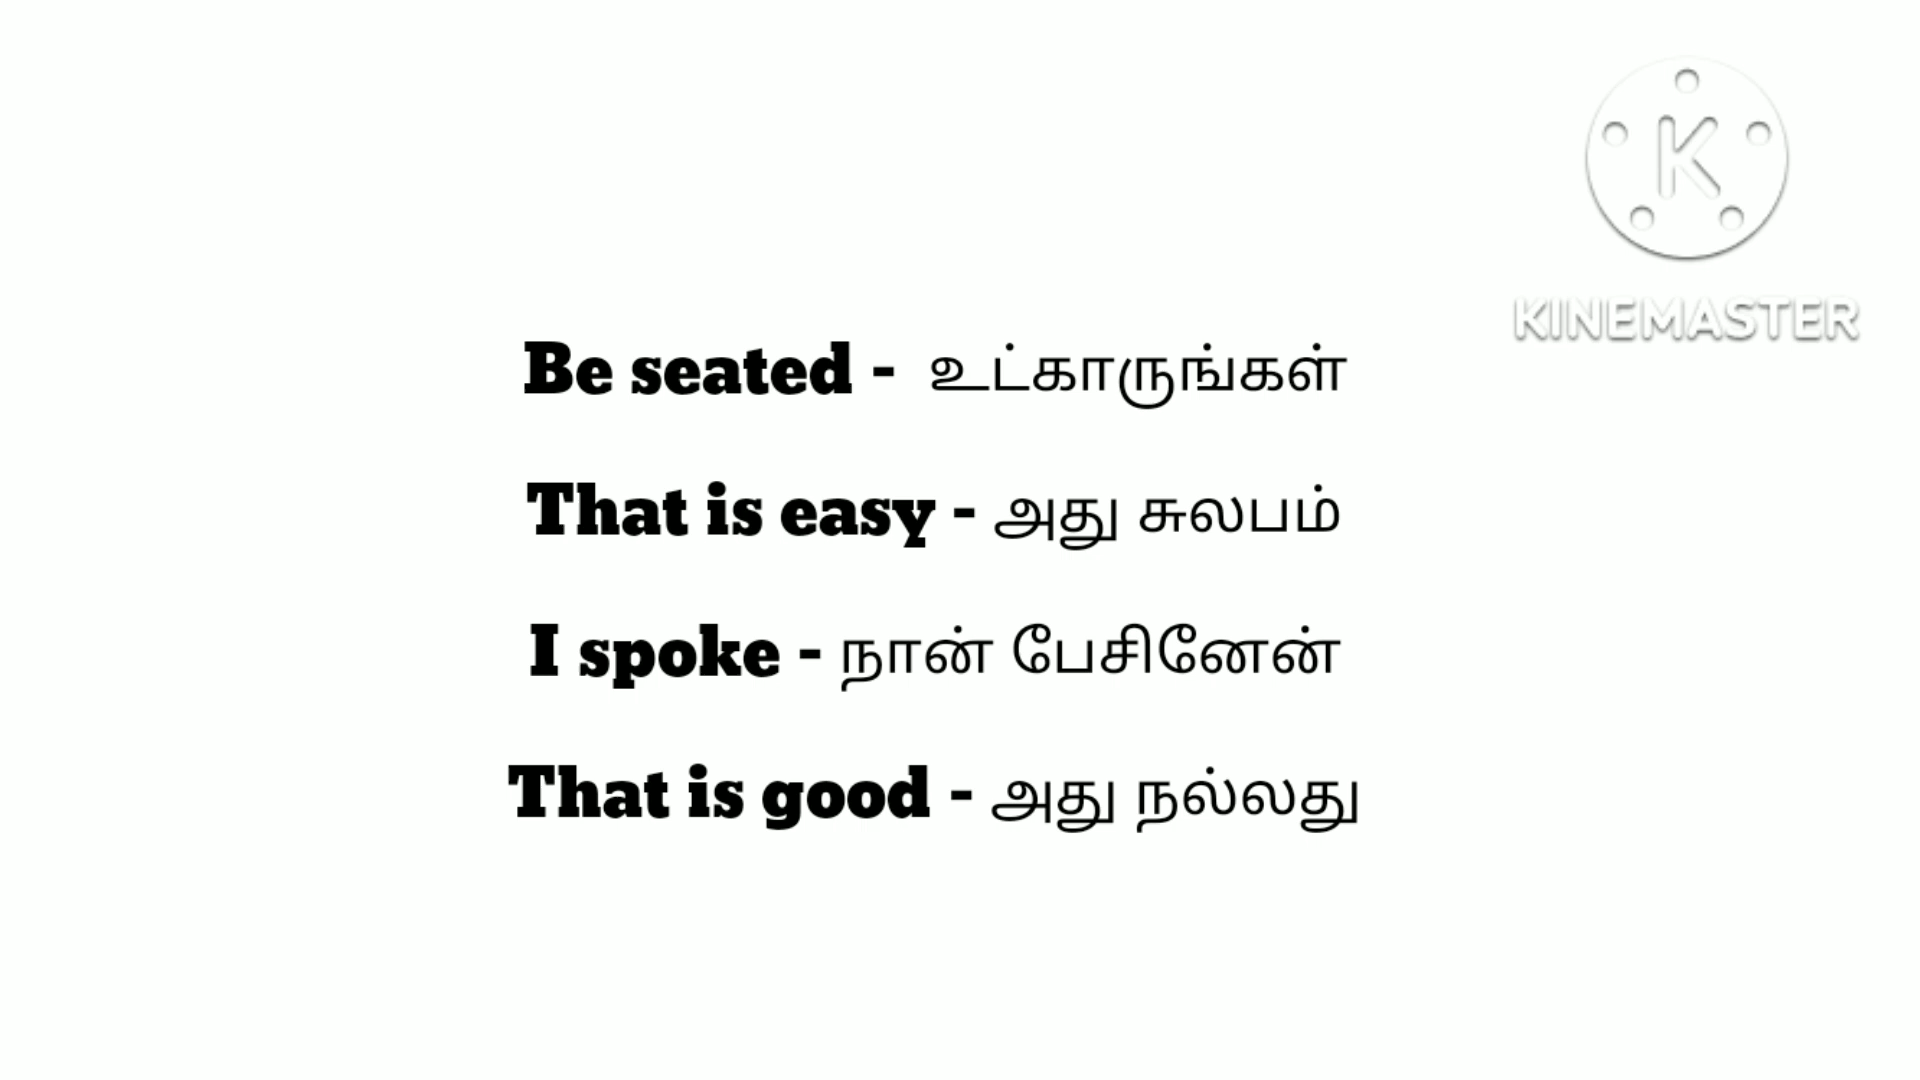 KINEMASTER
Be seated - உட்காருங்கள்
That is easy - அது சுலபம்
I spoke - நான் பேசினேன்
That is good - அது நல்லது